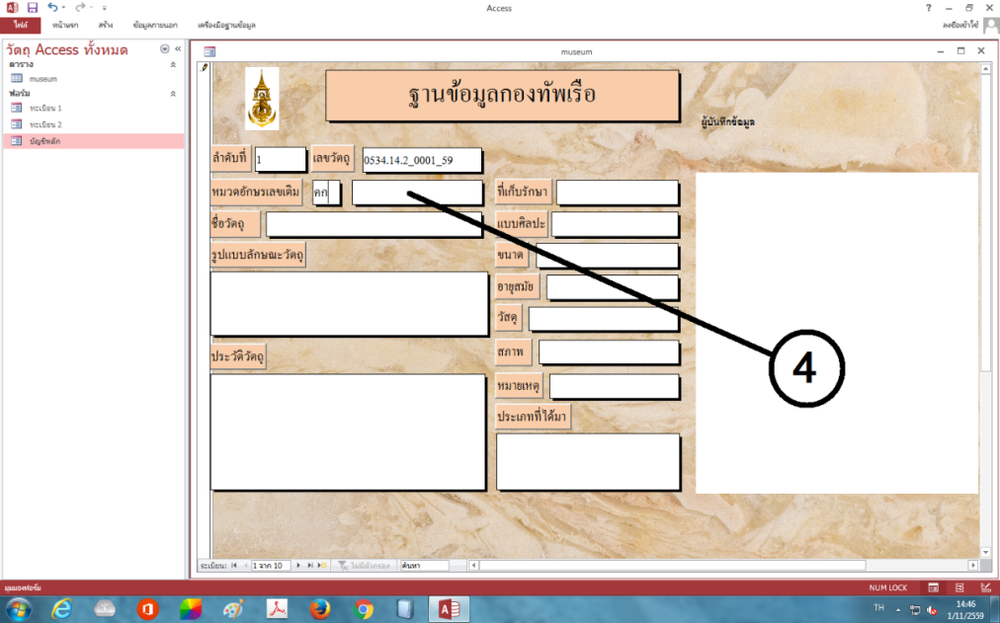 Access
ไฟล์ หน้าแรก สร้าง ข้อมูลภายนอก เครื่องมือฐานข้อมูล
ลงชื่อเข้าใช้
วัตถุ Access ทั้งหมด
ตาราง
museum
ฟอร์ม
ทะเบียน 1
ทะเบียน 2
บัญชีหลัก
museum
ฐานข้อมูลกองทัพเรือ
ผู้บันทึกข้อมูล
ลำดับที่ 1 เลขวัตถุ 0534.14.2_0001_59
หมวดอักษรเลขเดิม คก ที่เก็บรักษา
ชื่อวัตถุ แบบศิลปะ
รูปแบบลักษณะวัตถุ ขนาด
อายุสมัย
วัสดุ
ประวัติวัตถุ สภาพ
4
หมายเหตุ
ประเภทที่ได้มา
ระเบียน: 1 จาก 10 ไม่มีตัวกรอง ค้นหา
มุมมองฟอร์ม NUM LOCK
TH 14:46
1/11/2559